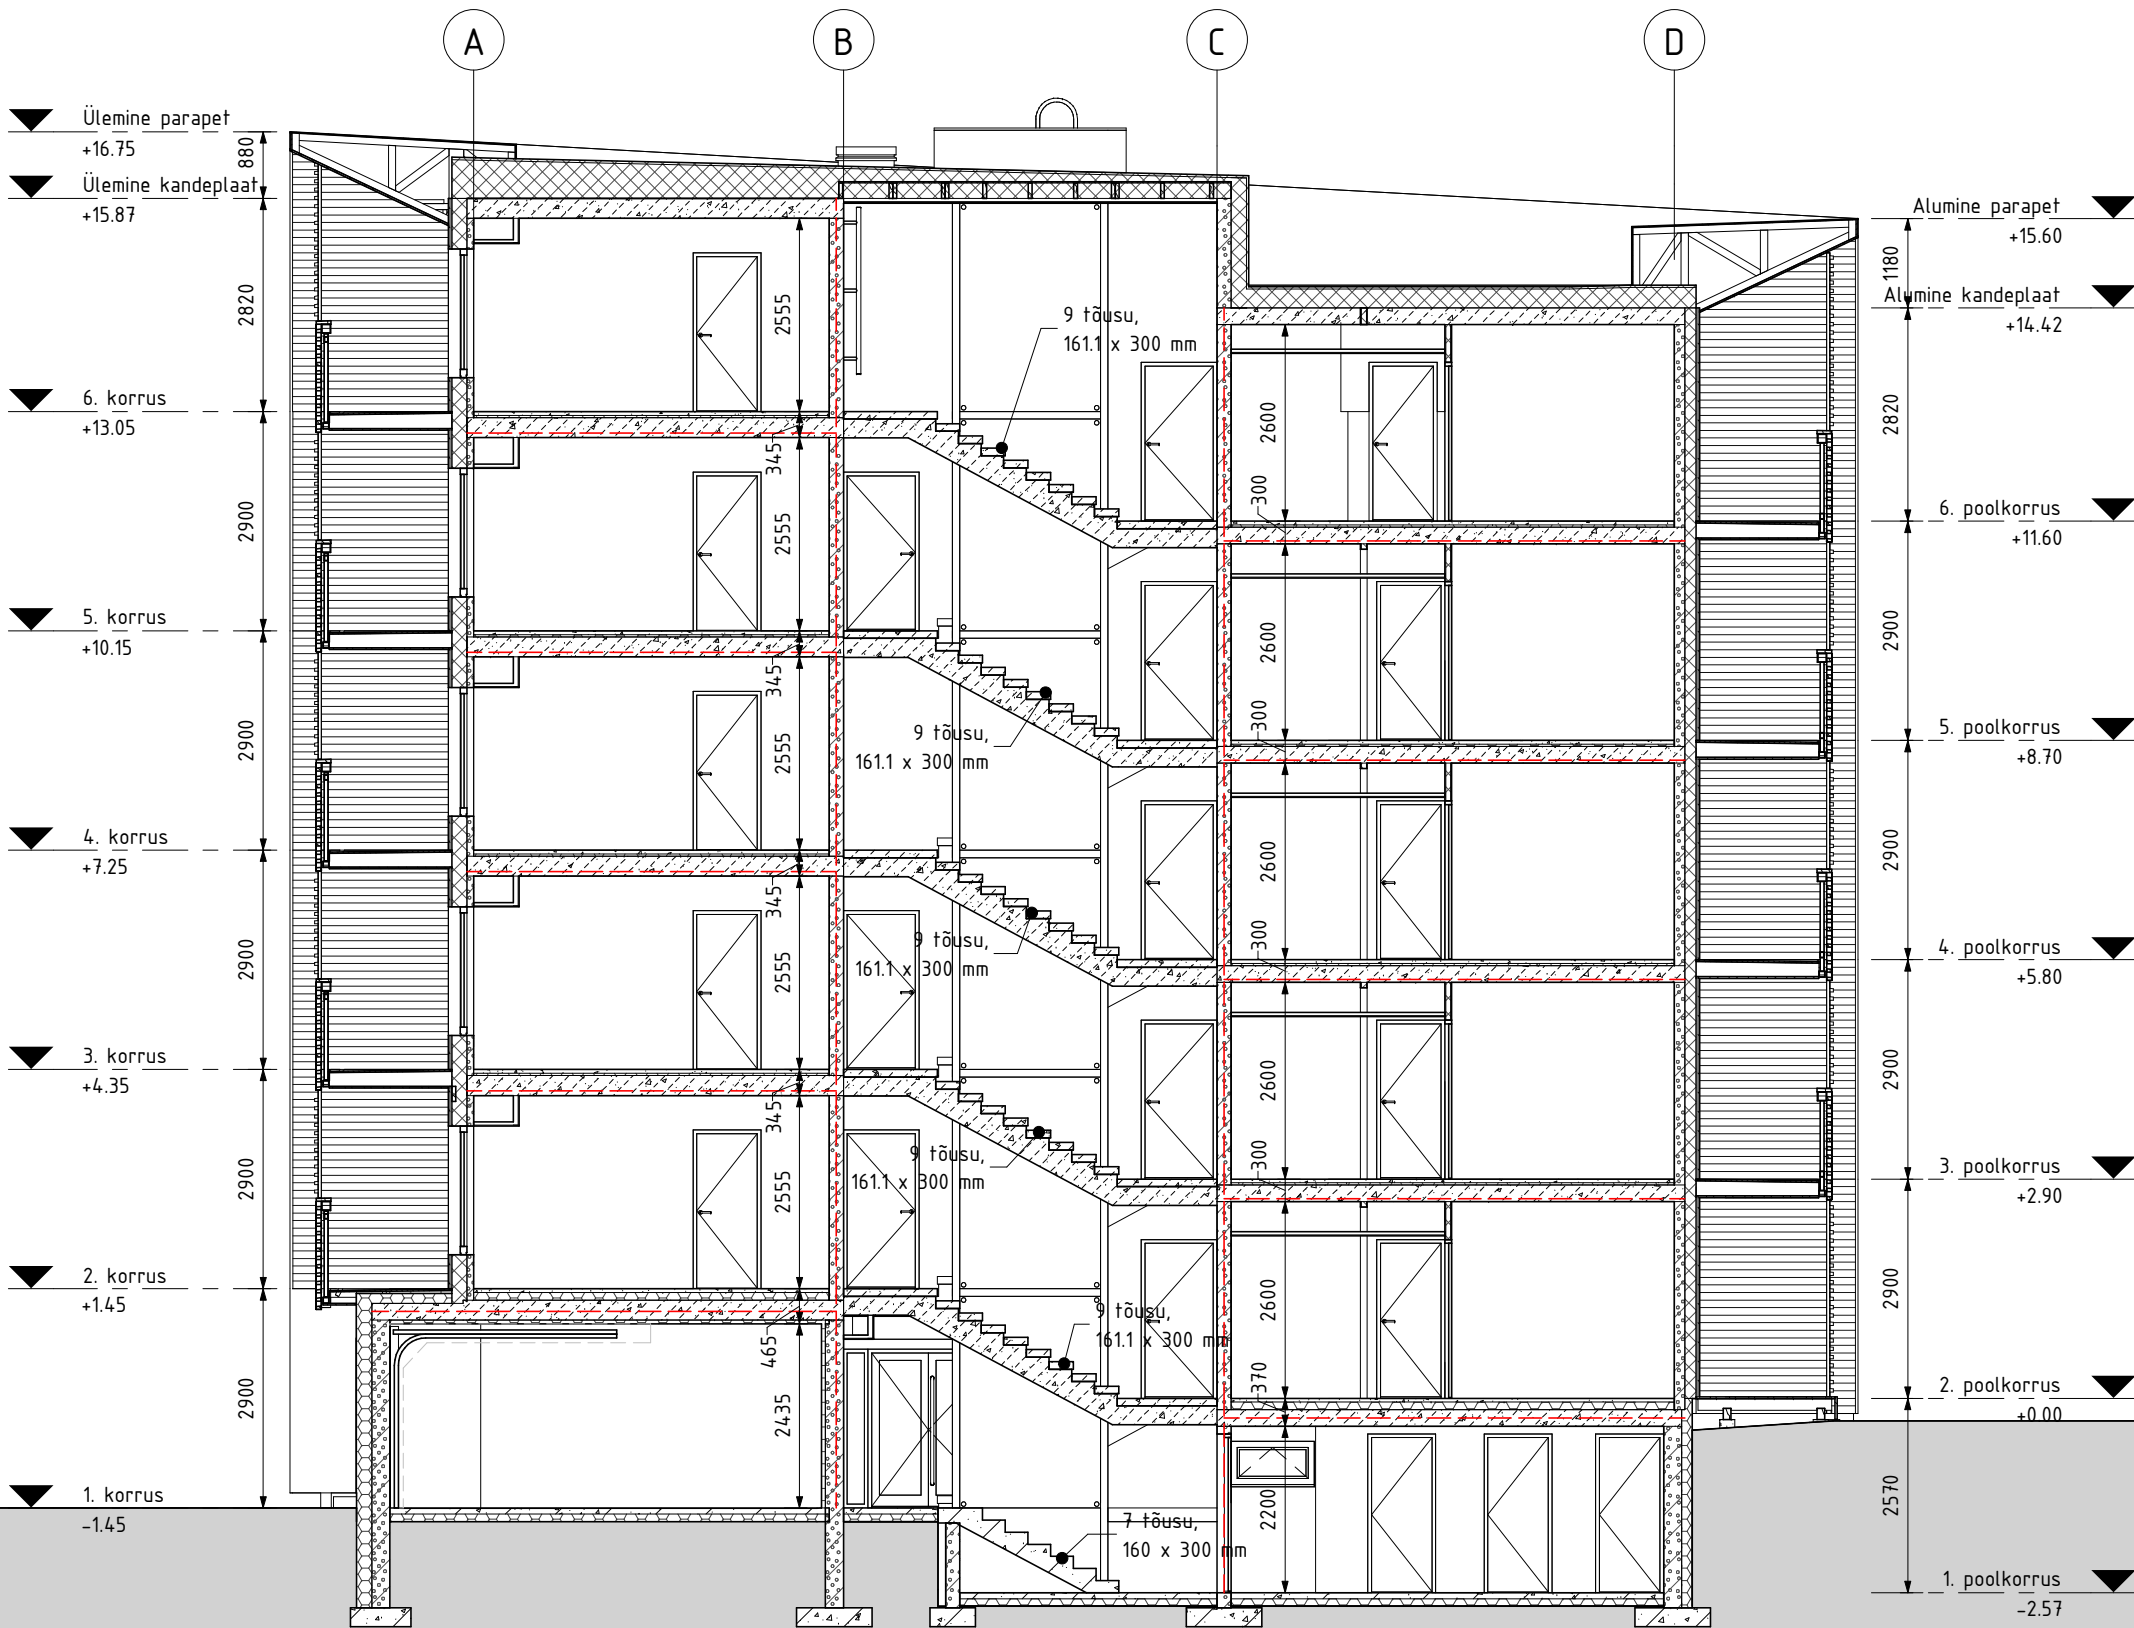 A
B
C
D
Ülemine parapet
+16.75
880
Ülemine kandeplaat
+15.87
2820
6. korrus
+13.05
2900
5. korrus
+10.15
2900
4. korrus
+7.25
2900
3. korrus
+4.35
2900
2. korrus
+1.45
2900
1. korrus
-1.45
2555
345
2555
345
2555
345
2555
345
2555
465
2435
9 tõusu,
161.1 x 300 mm
9 tõusu,
161.1 x 300 mm
9 tõusu,
161.1 x 300 mm
9 tõusu,
161.1 x 300 mm
9 tõusu,
161.1 x 300 mm
7 tõusu,
160 x 300 mm
2600
300
2600
300
2600
300
2600
300
2600
370
2200
Alumine parapet
+15.60
1180
Alumine kandeplaat
+14.42
2820
6. poolkorrus
+11.60
2900
5. poolkorrus
+8.70
2900
4. poolkorrus
+5.80
2900
3. poolkorrus
+2.90
2900
2. poolkorrus
+0.00
2570
1. poolkorrus
-2.57